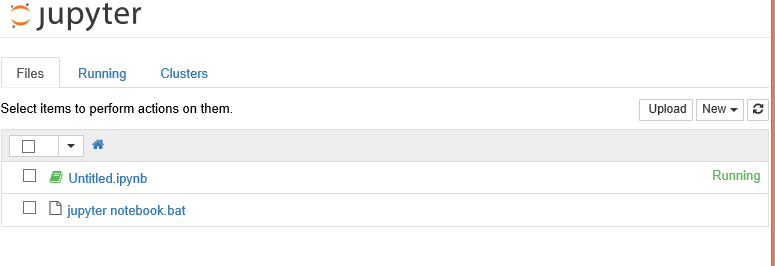 jupyter
Files Running Clusters
Select items to perform actions on them. Upload New
Untitled.ipynb Running
jupyter notebook.bat